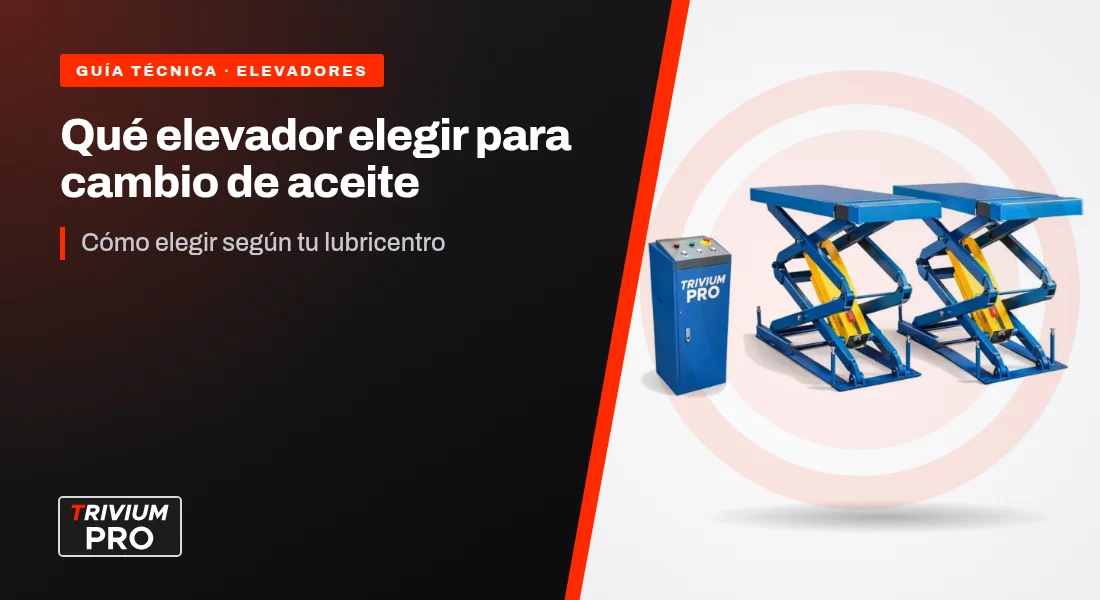 GUÍA TÉCNICA · ELEVADORES
Qué elevador elegir para
cambio de aceite
Cómo elegir según tu lubricentro
TRIVIUM
PRO
TRIVIUM
PRO